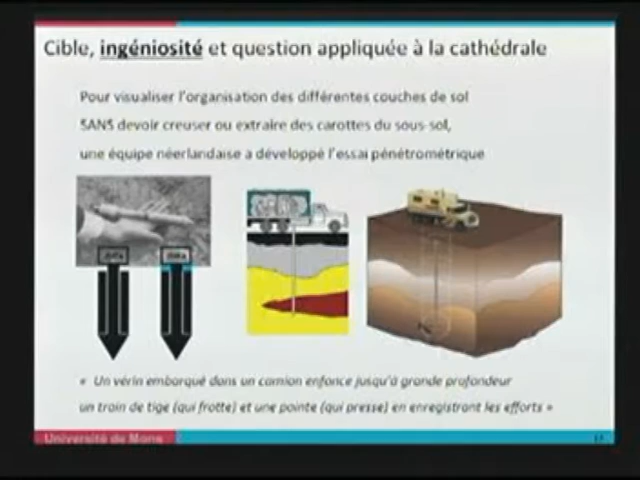 Cible, ingéniosité et question appliquée à la cathédrale
Pour visualiser l'organisation des différentes couches de sol
SANS devoir creuser ou extraire des carottes du sous-sol,
une équipe néerlandaise a développé l'essai pénétrométrique
« Un vérin embarqué dans un camion enfonce jusqu'à grande profondeur
un train de tige (qui frotte) et une pointe (qui presse) en enregistrant les efforts »
Université de Mons